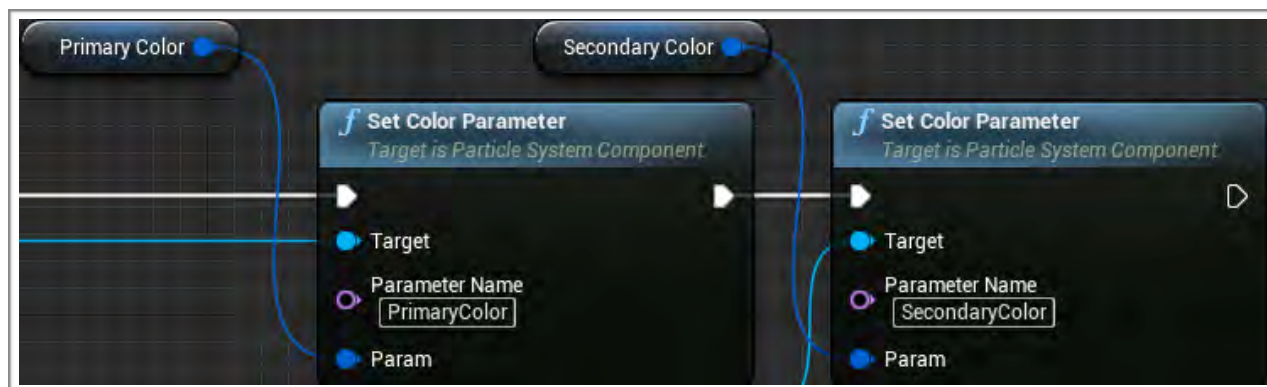 Primary Color
Secondary Color
f Set Color Parameter
Target is Particle System Component
Target
Parameter Name
PrimaryColor
Param
f Set Color Parameter
Target is Particle System Component
Target
Parameter Name
SecondaryColor
Param